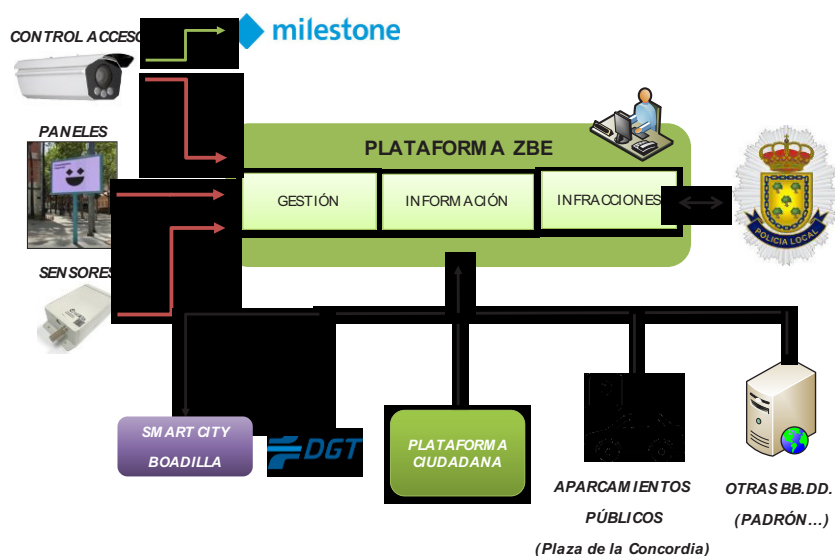 CONTROL ACCESO
milestone
PANELES
PLATAFORMA ZBE
GESTIÓN
INFORMACIÓN
INFRACCIONES
POLICIA LOCAL
SENSORES
SMART CITY
BOADILLA
DGT
PLATAFORMA
CIUDADANA
APARCAMIENTOS
PÚBLICOS
(Plaza de la Concordia)
OTRAS BB.DD.
(PADRÓN...)